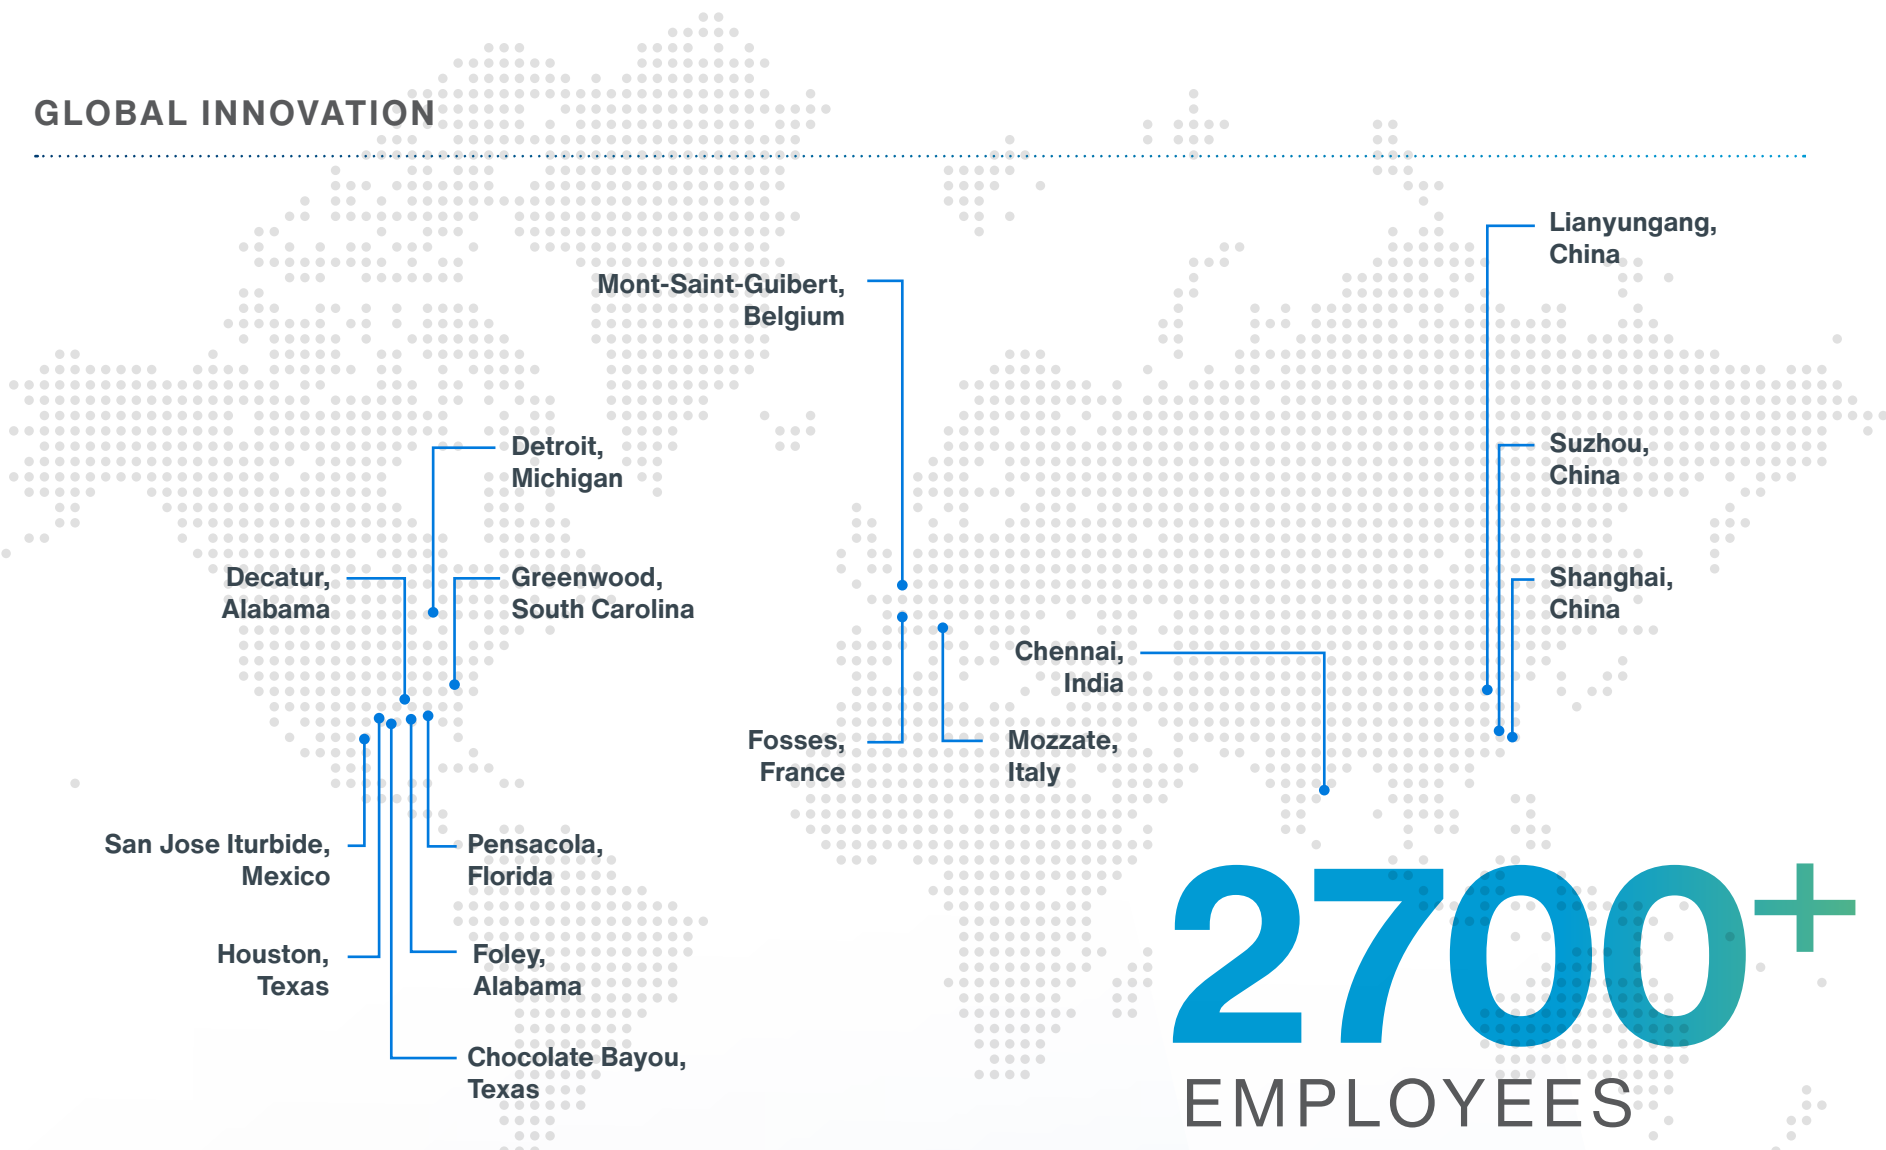 GLOBAL INNOVATION
Lianyungang,
China
Mont-Saint-Guibert,
Belgium
Detroit,
Michigan
Suzhou,
China
Decatur,
Alabama
Greenwood,
South Carolina
Shanghai,
China
Chennai,
India
Fosses,
France
Mozzate,
Italy
San Jose Iturbide,
Mexico
Pensacola,
Florida
Houston,
Texas
Foley,
Alabama
Chocolate Bayou,
Texas
2700+
EMPLOYEES